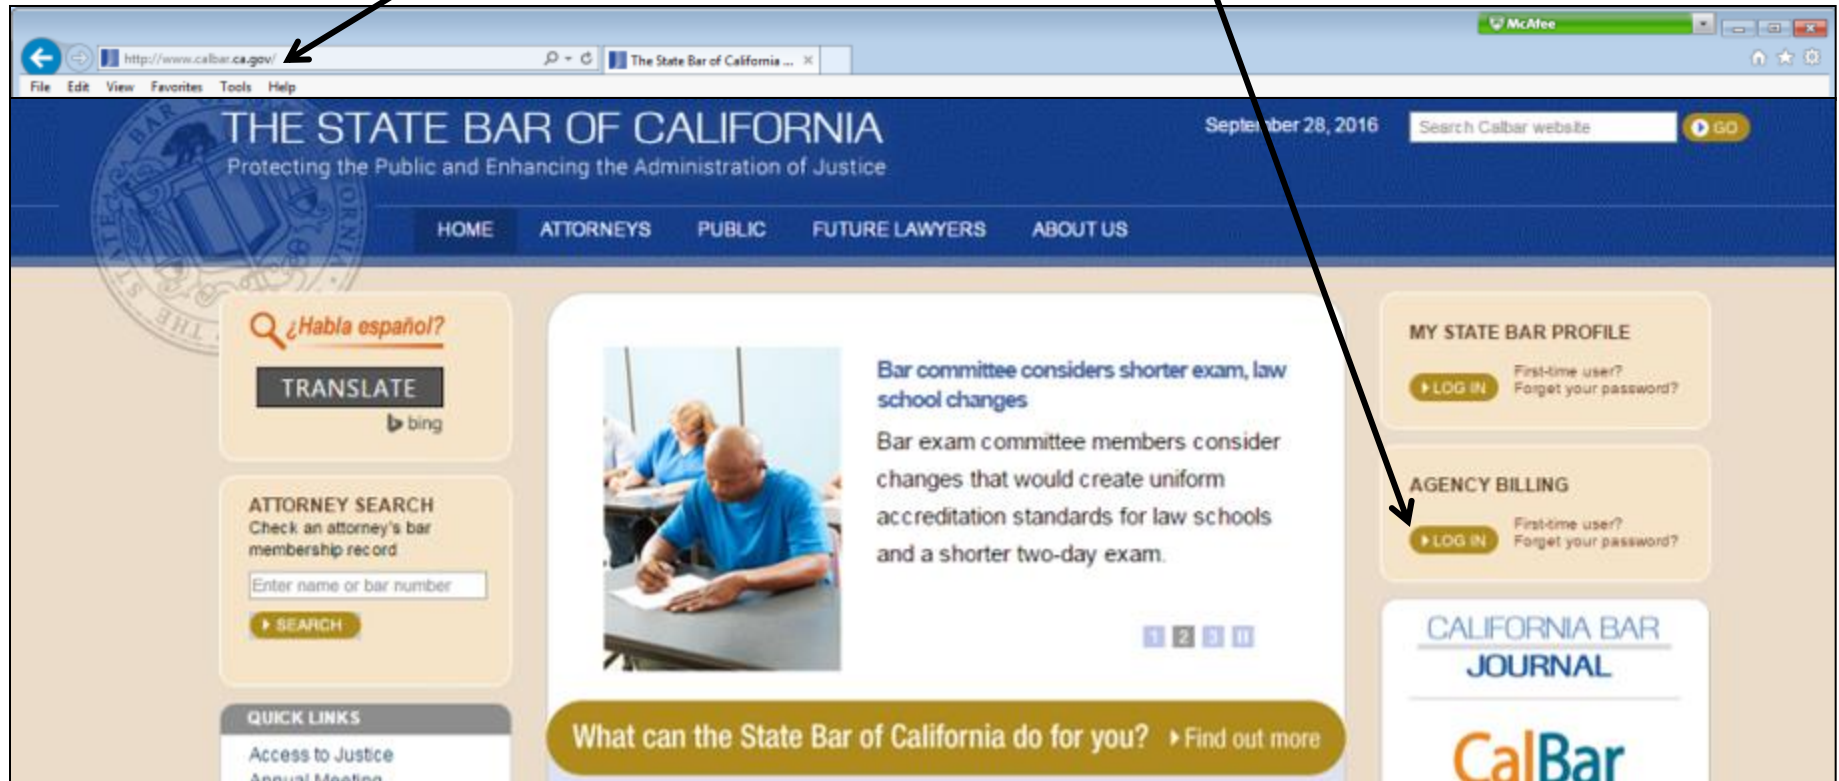 McAfee
http://www.calbar.ca.gov/
The State Bar of California ...
File Edit View Favorites Tools Help
THE STATE BAR OF CALIFORNIA
Protecting the Public and Enhancing the Administration of Justice
September 28, 2016
Search Calbar website
GO
HOME ATTORNEYS PUBLIC FUTURE LAWYERS ABOUT US
¿Habla español?
TRANSLATE
bing
ATTORNEY SEARCH
Check an attorney's bar
membership record
Enter name or bar number
SEARCH
QUICK LINKS
Access to Justice
Annual Meeting
Bar committee considers shorter exam, law
school changes
Bar exam committee members consider
changes that would create uniform
accreditation standards for law schools
and a shorter two-day exam.
1 2 3
What can the State Bar of California do for you? Find out more
MY STATE BAR PROFILE
LOG IN
First-time user?
Forget your password?
AGENCY BILLING
LOG IN
First-time user?
Forget your password?
CALIFORNIA BAR
JOURNAL
CalBar